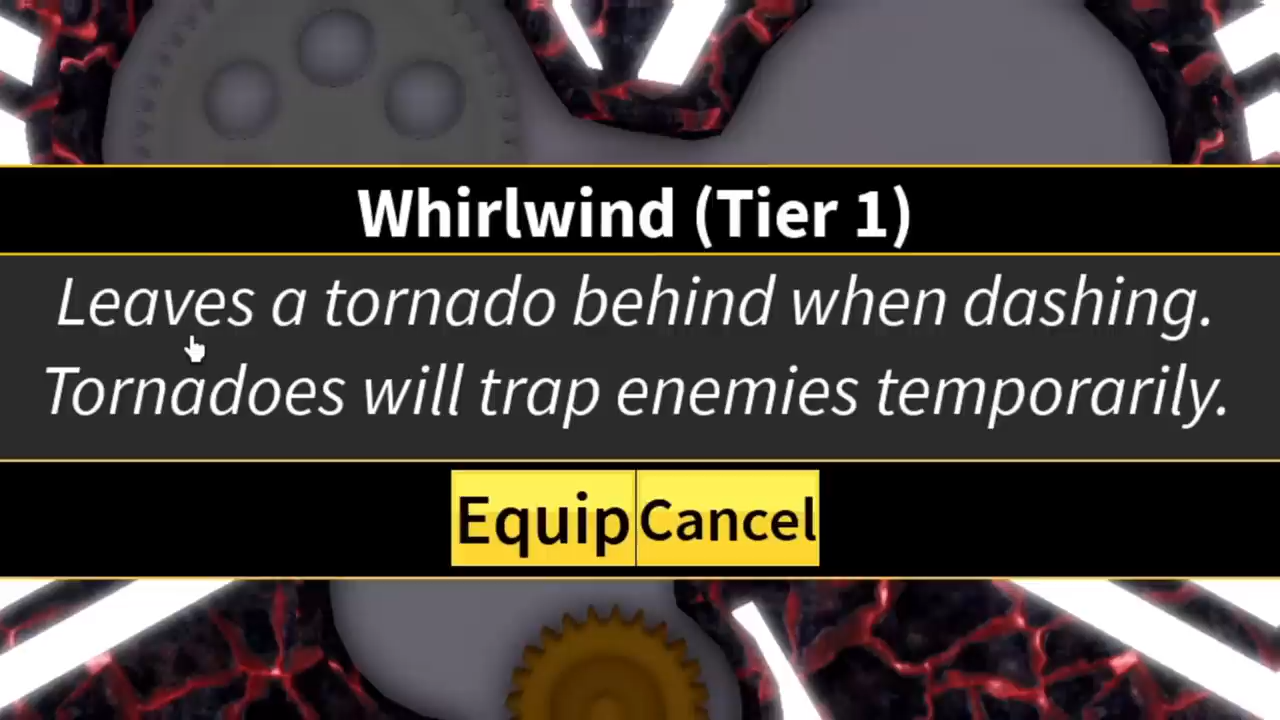 Whirlwind (Tier 1)
Leaves a tornado behind when dashing.
Tornadoes will trap enemies temporarily.
Equip Cancel